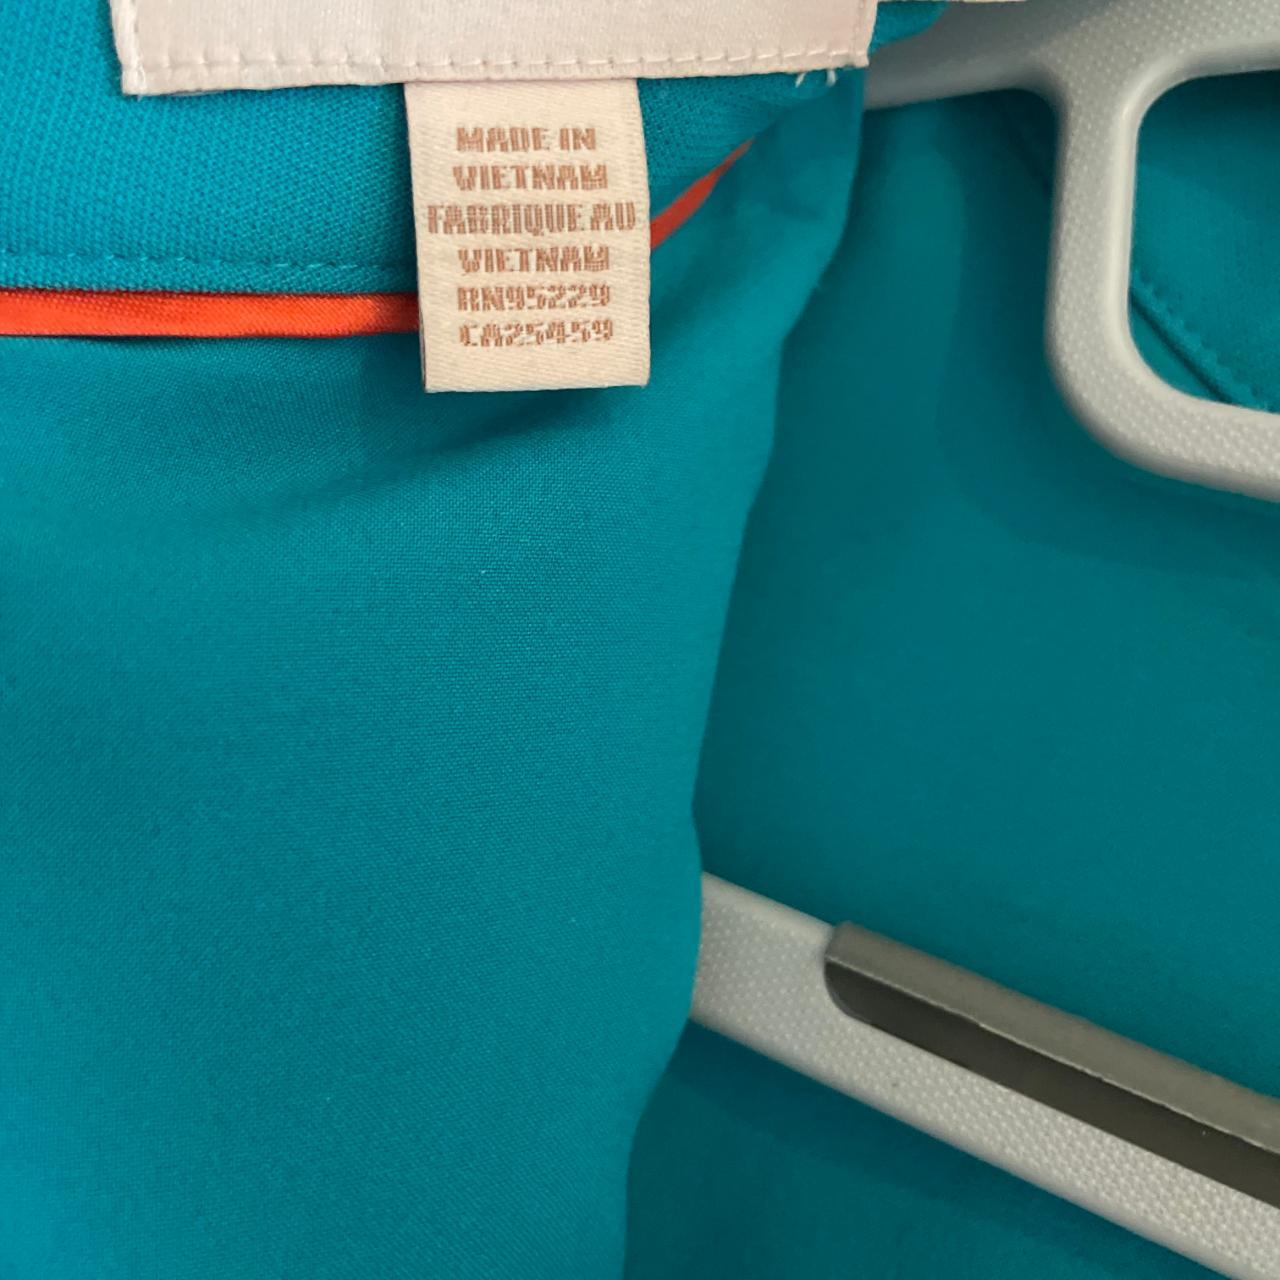 MADE IN
VIETNAM
FABRIQUE AU
VIETNAM
RN95229
CA25459